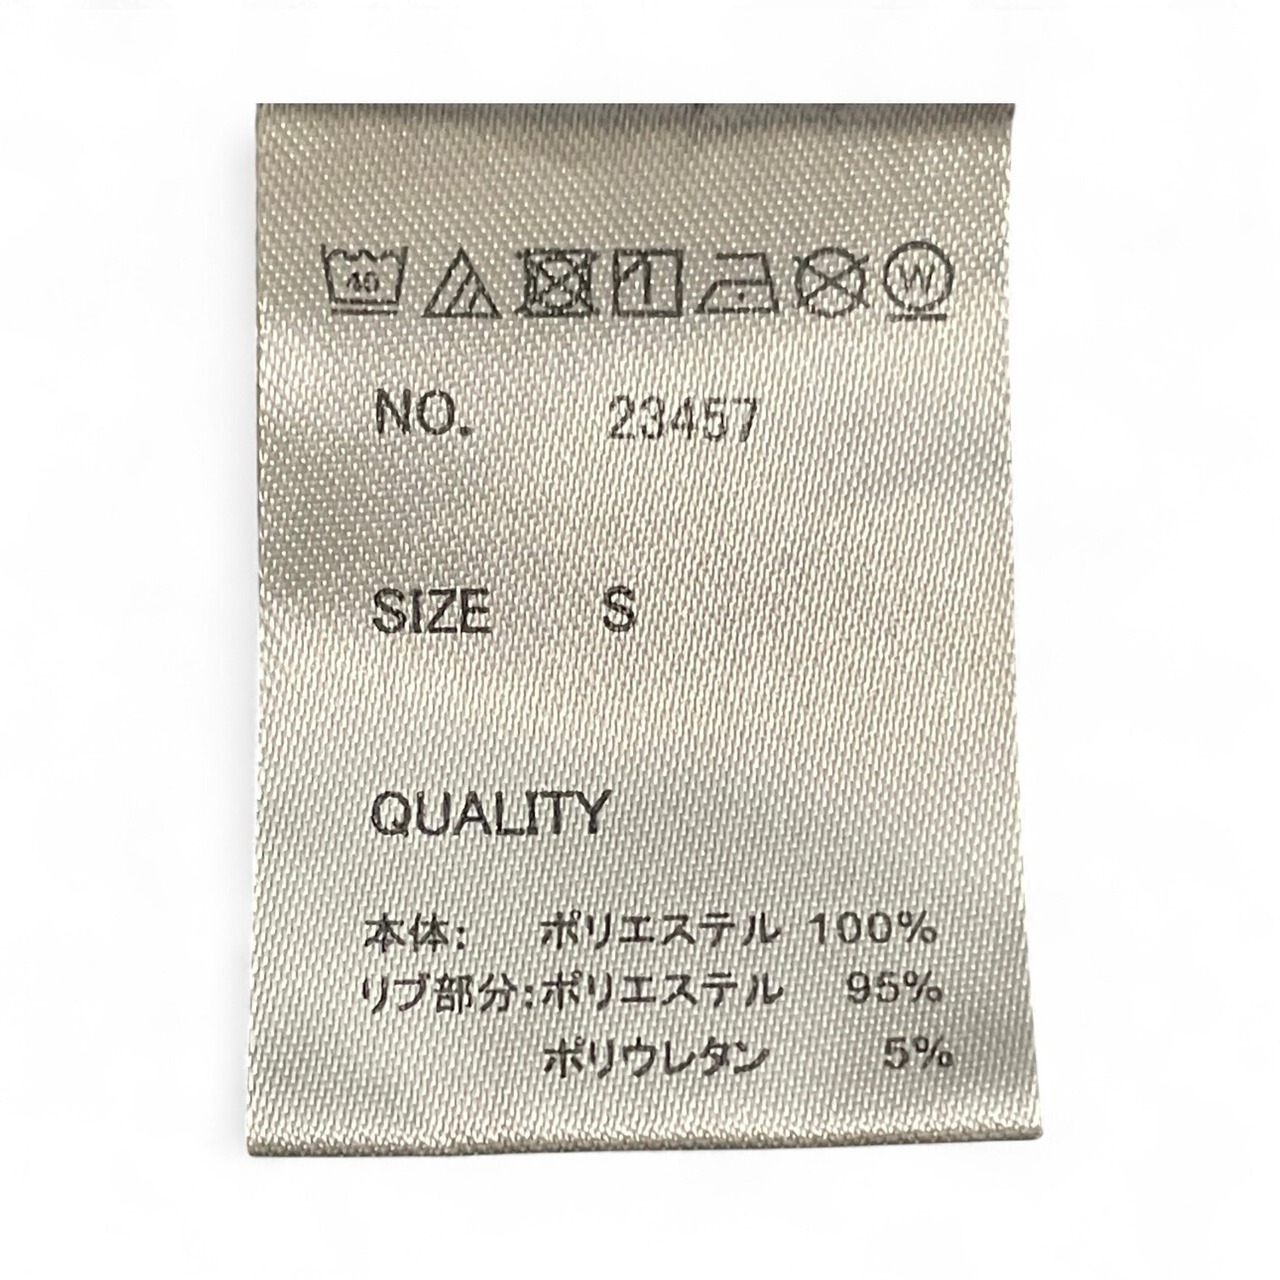 40 W
NO. 23457
SIZE S
QUALITY
本体: ポリエステル 100%
リブ部分:ポリエステル 95%
ポリウレタン 5%